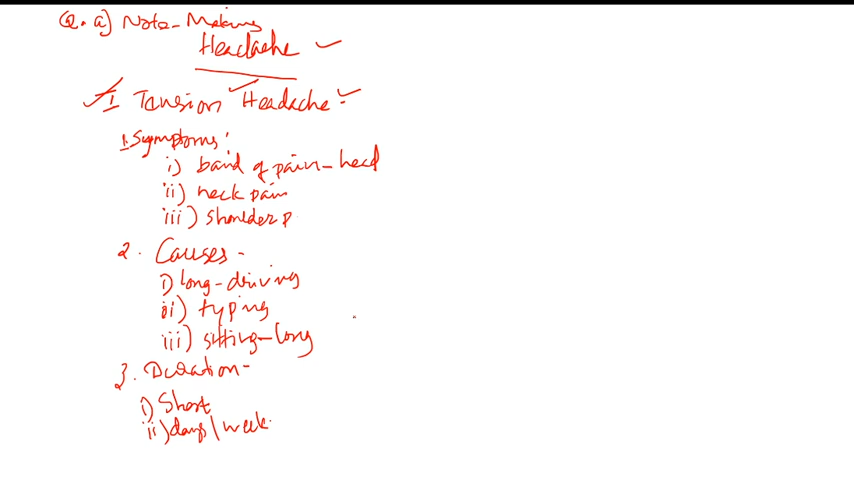 Q. a) Note-Making
Headache
I Tension Headache -
1. Symptoms:
i) band of pain - head
ii) neck pain
iii) shoulder p
2. Causes -
i) long-driving
ii) typing
iii) sitting-long
3. Duration -
i) Short
ii) days / week